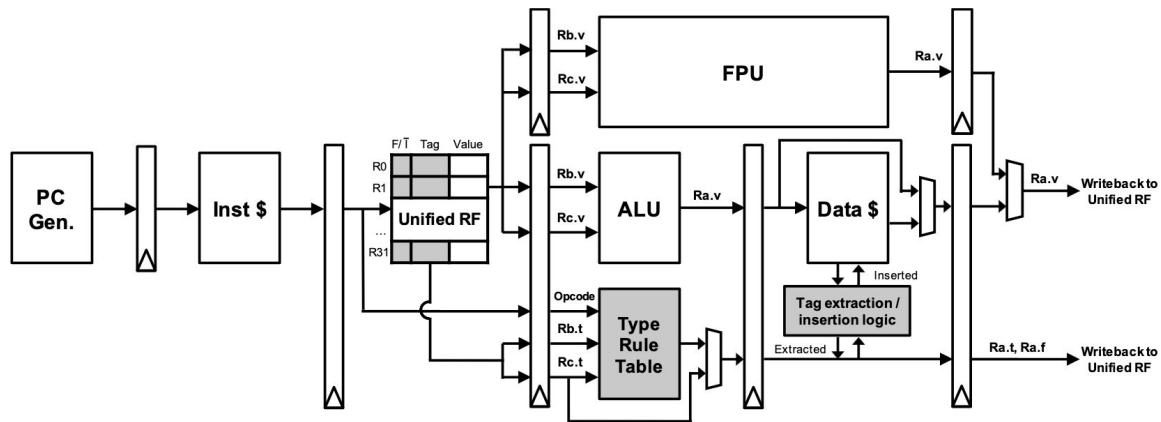 Rb.v
Rc.v
FPU
Ra.v
F/Ī Tag Value
R0
R1
Unified RF
...
R31
PC
Gen.
Inst $
Rb.v
Rc.v
ALU
Ra.v
Data $
Ra.v
Writeback to
Unified RF
Inserted
Tag extraction /
insertion logic
Extracted
Opcode
Rb.t
Rc.t
Type
Rule
Table
Ra.t, Ra.f
Writeback to
Unified RF